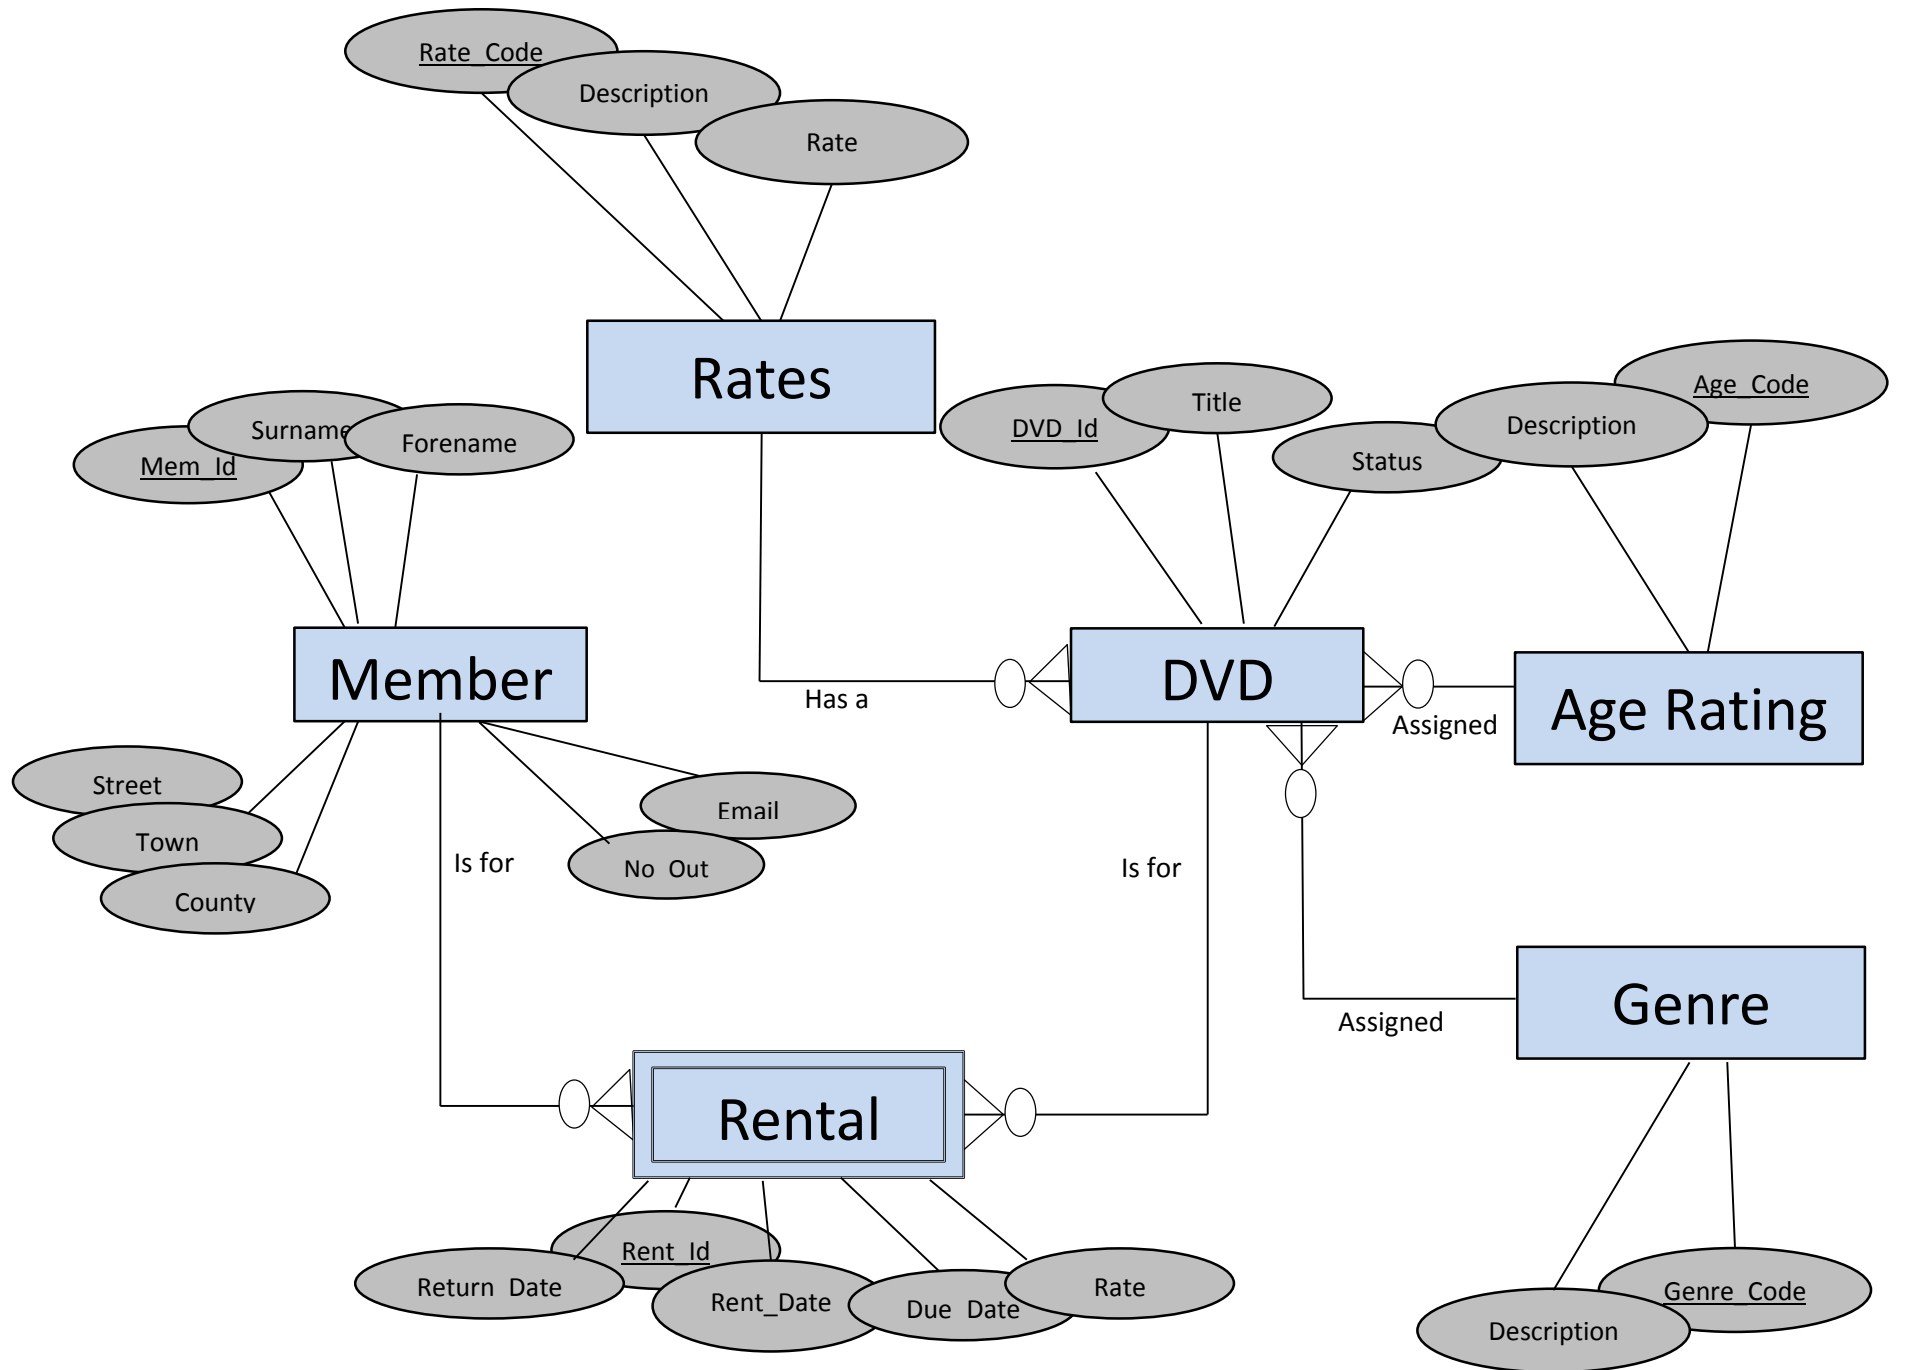 Rate_Code
Description
Rate
Rates
Age_Code
Title
Description
DVD_Id
Surname
Forename
Status
Mem_Id
Member
DVD
Age Rating
Has a
Assigned
Street
Email
Town
Is for
Is for
No_Out
County
Genre
Assigned
Rental
Rent_Id
Return_Date
Rent_Date
Due_Date
Rate
Genre_Code
Description